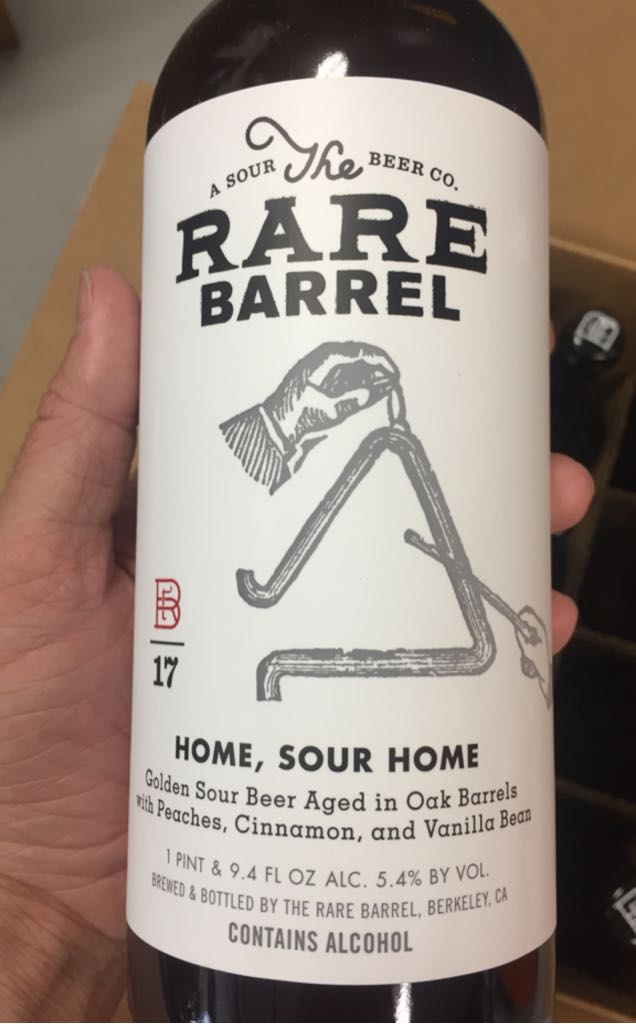 A SOUR The BEER CO.
RARE
BARREL
RB
17
HOME, SOUR HOME
Golden Sour Beer Aged in Oak Barrels
with Peaches, Cinnamon, and Vanilla Bean
1 PINT & 9.4 FL OZ ALC. 5.4% BY VOL.
BREWED & BOTTLED BY THE RARE BARREL, BERKELEY, CA
CONTAINS ALCOHOL